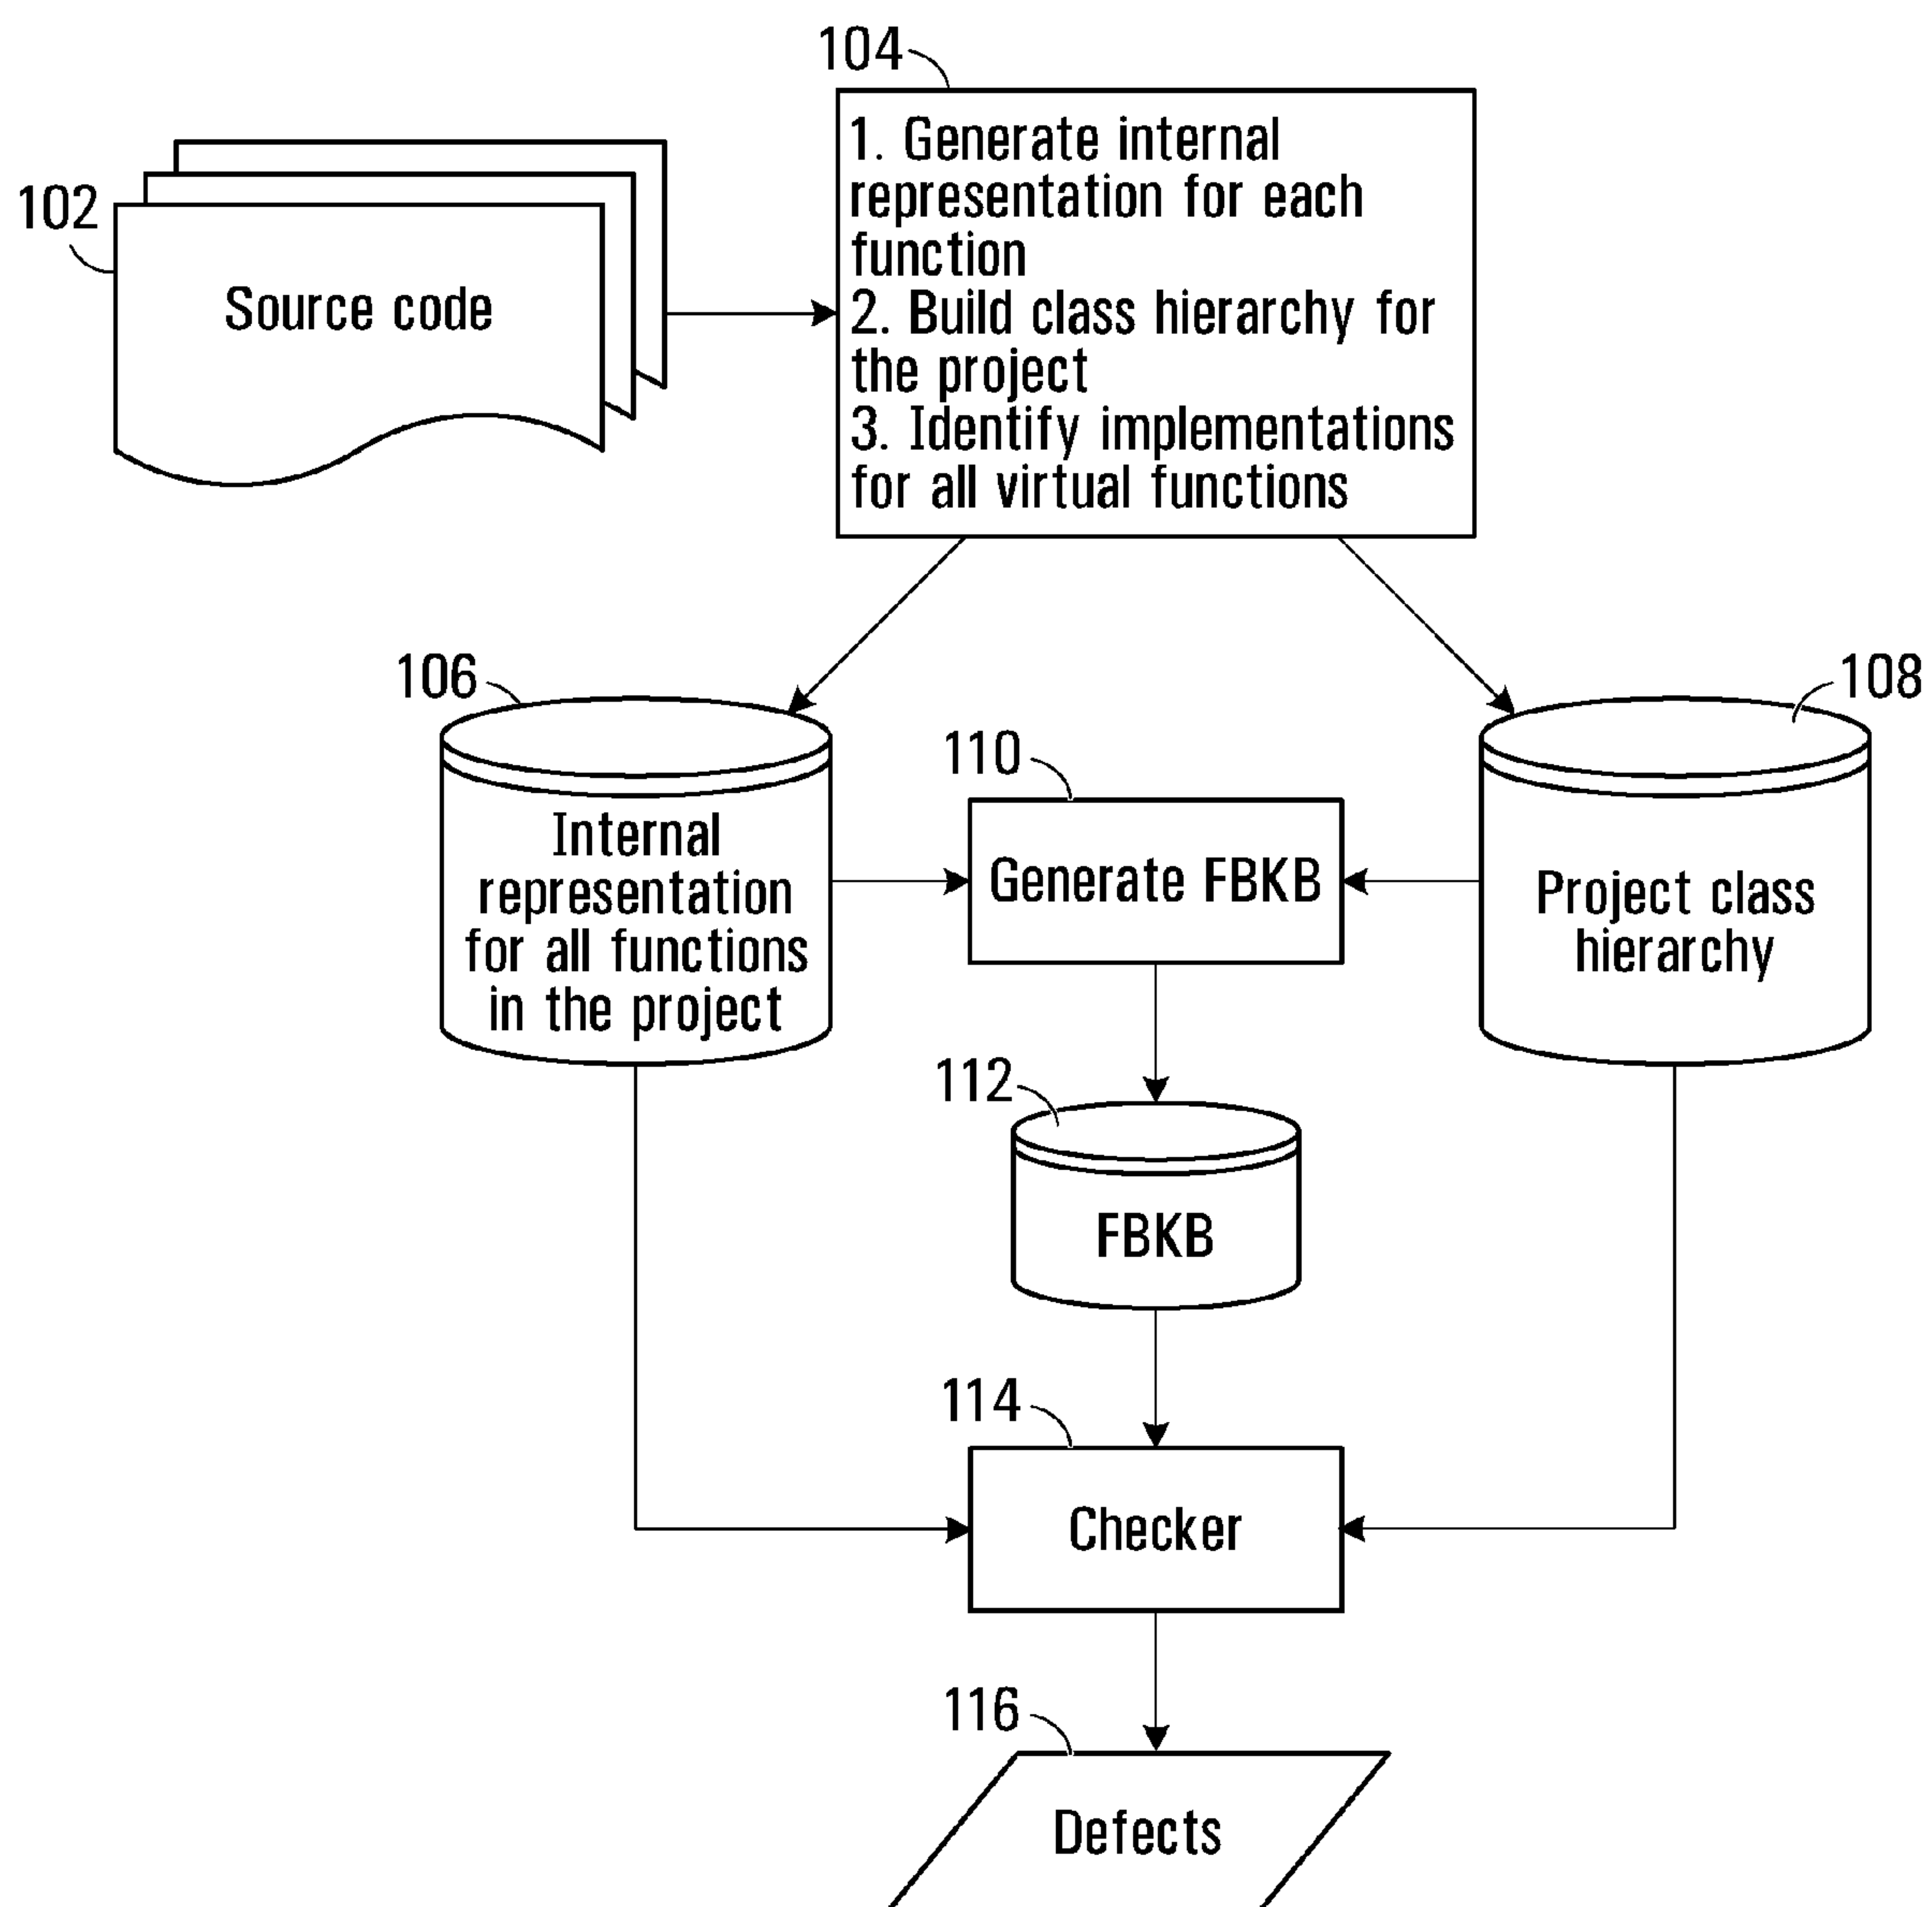 104
1. Generate internal
representation for each
function
2. Build class hierarchy for
the project
3. Identify implementations
for all virtual functions
102
Source code
106
108
110
Internal
representation
for all functions
in the project
Generate FBKB
Project class
hierarchy
112
FBKB
114
Checker
116
Defects